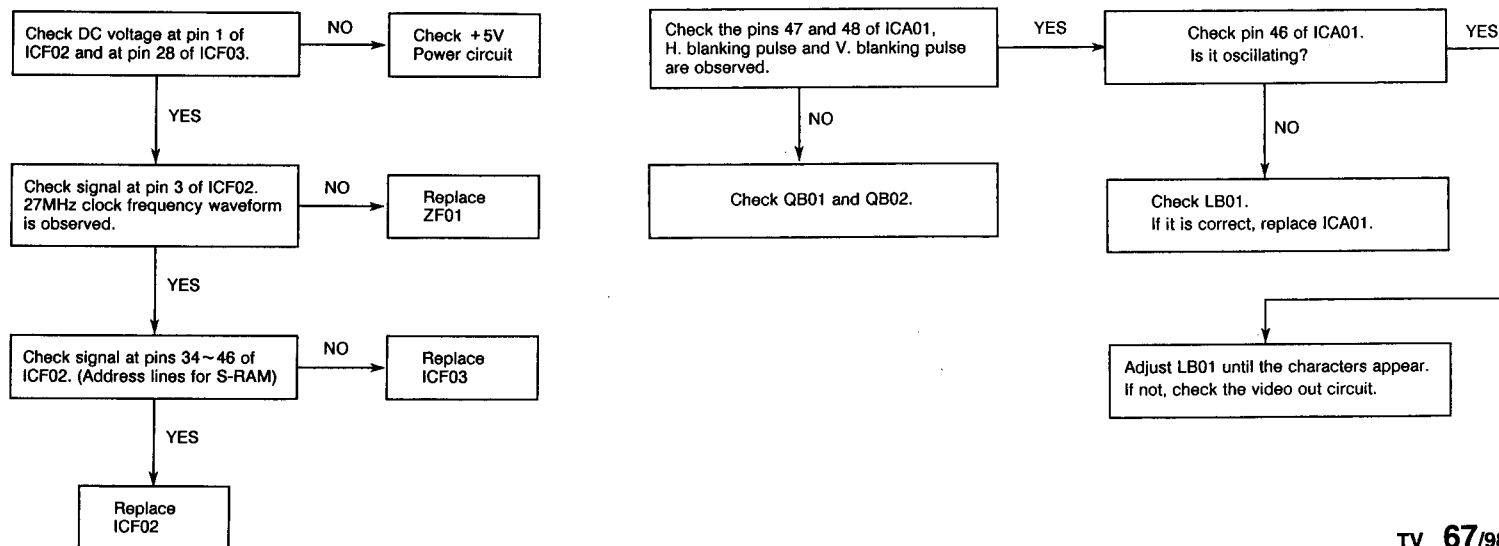 Check DC voltage at pin 1 of
ICF02 and at pin 28 of ICF03.
NO
Check +5V
Power circuit
YES
Check signal at pin 3 of ICF02.
27MHz clock frequency waveform
is observed.
NO
Replace
ZF01
YES
Check signal at pins 34~46 of
ICF02. (Address lines for S-RAM)
NO
Replace
ICF03
YES
Replace
ICF02
Check the pins 47 and 48 of ICA01,
H. blanking pulse and V. blanking pulse
are observed.
YES
NO
Check QB01 and QB02.
Check pin 46 of ICA01.
Is it oscillating?
YES
NO
Check LB01.
If it is correct, replace ICA01.
Adjust LB01 until the characters appear.
If not, check the video out circuit.
TV 67/98